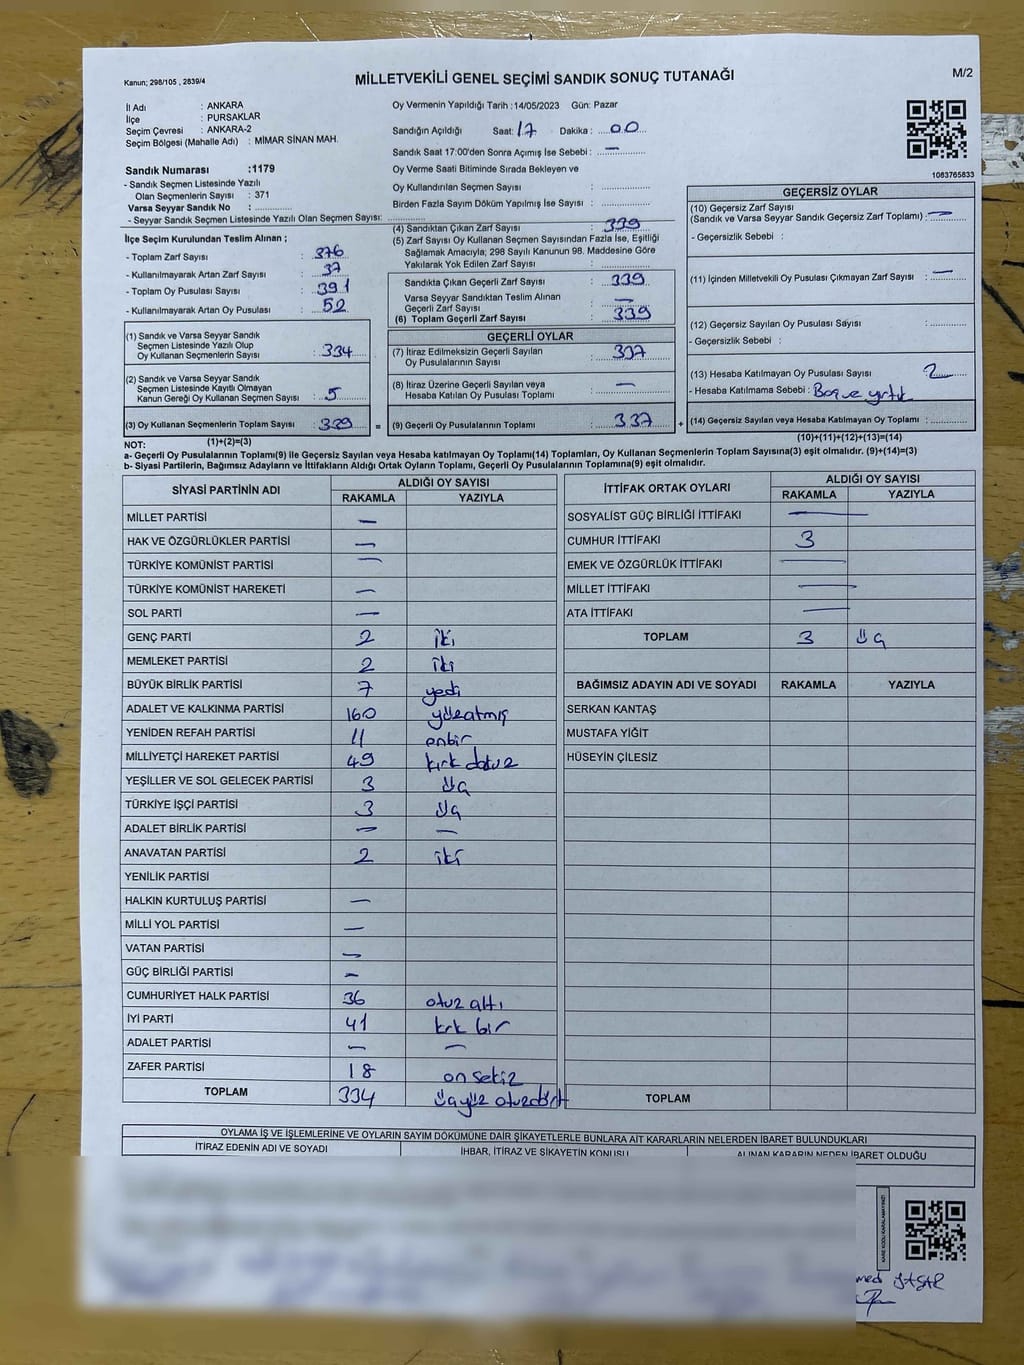 Kanun; 298/105 , 2839/4
MİLLETVEKİLİ GENEL SEÇİMİ SANDIK SONUÇ TUTANAĞI
M/2
İl Adı : ANKARA
İlçe : PURSAKLAR
Seçim Çevresi : ANKARA-2
Seçim Bölgesi (Mahalle Adı) : MİMAR SİNAN MAH.
Sandık Numarası :1179
- Sandık Seçmen Listesinde Yazılı
Olan Seçmenlerin Sayısı : 371
Varsa Seyyar Sandık No :
- Seyyar Sandık Seçmen Listesinde Yazılı Olan Seçmen Sayısı:
İlçe Seçim Kurulundan Teslim Alınan ;
- Toplam Zarf Sayısı : 376
- Kullanılmayarak Artan Zarf Sayısı : 37
- Toplam Oy Pusulası Sayısı : 391
- Kullanılmayarak Artan Oy Pusulası : 52
(1) Sandık ve Varsa Seyyar Sandık
Seçmen Listesinde Yazılı Olup
Oy Kullanan Seçmenlerin Sayısı : 334
(2) Sandık ve Varsa Seyyar Sandık
Seçmen Listesinde Kayıtlı Olmayan
Kanun Gereği Oy Kullanan Seçmen Sayısı : 5
(3) Oy Kullanan Seçmenlerin Toplam Sayısı : 339 =
(1)+(2)=(3)
Oy Vermenin Yapıldığı Tarih :14/05/2023 Gün: Pazar
Sandığın Açıldığı Saat: 17 Dakika : 00
Sandık Saat 17:00'den Sonra Açımış İse Sebebi : —
Oy Verme Saati Bitiminde Sırada Bekleyen ve
Oy Kullandırılan Seçmen Sayısı :
Birden Fazla Sayım Döküm Yapılmış İse Sayısı :
(4) Sandıktan Çıkan Zarf Sayısı : 339
(5) Zarf Sayısı Oy Kullanan Seçmen Sayısından Fazla İse, Eşitliği
Sağlamak Amacıyla; 298 Sayılı Kanunun 98. Maddesine Göre
Yakılarak Yok Edilen Zarf Sayısı :
Sandıkta Çıkan Geçerli Zarf Sayısı : 339
Varsa Seyyar Sandıktan Teslim Alınan
Geçerli Zarf Sayısı : —
(6) Toplam Geçerli Zarf Sayısı : 339
GEÇERLİ OYLAR
(7) İtiraz Edilmeksizin Geçerli Sayılan
Oy Pusulalarının Sayısı : 337
(8) İtiraz Üzerine Geçerli Sayılan veya
Hesaba Katılan Oy Pusulası Toplamı : —
(9) Geçerli Oy Pusulalarının Toplamı : 337 +
1063765833
GEÇERSİZ OYLAR
(10) Geçersiz Zarf Sayısı
(Sandık ve Varsa Seyyar Sandık Geçersiz Zarf Toplamı) : —
- Geçersizlik Sebebi :
(11) İçinden Milletvekili Oy Pusulası Çıkmayan Zarf Sayısı : —
(12) Geçersiz Sayılan Oy Pusulası Sayısı :
- Geçersizlik Sebebi :
(13) Hesaba Katılmayan Oy Pusulası Sayısı : 2
- Hesaba Katılmama Sebebi : Boş ve yırtık
(14) Geçersiz Sayılan veya Hesaba Katılmayan Oy Toplamı :
(10)+(11)+(12)+(13)=(14)
NOT:
a- Geçerli Oy Pusulalarının Toplamı(9) ile Geçersiz Sayılan veya Hesaba katılmayan Oy Toplamı(14) Toplamları, Oy Kullanan Seçmenlerin Toplam Sayısına(3) eşit olmalıdır. (9)+(14)=(3)
b- Siyasi Partilerin, Bağımsız Adayların ve İttifakların Aldığı Ortak Oyların Toplamı, Geçerli Oy Pusulalarının Toplamına(9) eşit olmalıdır.
SİYASİ PARTİNİN ADI ALDIĞI OY SAYISI
RAKAMLA YAZIYLA
MİLLET PARTİSİ —
HAK VE ÖZGÜRLÜKLER PARTİSİ —
TÜRKİYE KOMÜNİST PARTİSİ —
TÜRKİYE KOMÜNİST HAREKETİ —
SOL PARTİ —
GENÇ PARTİ 2 iki
MEMLEKET PARTİSİ 2 iki
BÜYÜK BİRLİK PARTİSİ 7 yedi
ADALET VE KALKINMA PARTİSİ 160 yüzatmış
YENİDEN REFAH PARTİSİ 11 onbir
MİLLİYETÇİ HAREKET PARTİSİ 49 kırk dokuz
YEŞİLLER VE SOL GELECEK PARTİSİ 3 üç
TÜRKİYE İŞÇİ PARTİSİ 3 üç
ADALET BİRLİK PARTİSİ — —
ANAVATAN PARTİSİ 2 iki
YENİLİK PARTİSİ
HALKIN KURTULUŞ PARTİSİ —
MİLLİ YOL PARTİSİ —
VATAN PARTİSİ —
GÜÇ BİRLİĞİ PARTİSİ —
CUMHURİYET HALK PARTİSİ 36 otuz altı
İYİ PARTİ 41 kırk bir
ADALET PARTİSİ — —
ZAFER PARTİSİ 18 on sekiz
TOPLAM 334 üçyüz otuzdört
İTTİFAK ORTAK OYLARI ALDIĞI OY SAYISI
RAKAMLA YAZIYLA
SOSYALİST GÜÇ BİRLİĞİ İTTİFAKI —
CUMHUR İTTİFAKI 3
EMEK VE ÖZGÜRLÜK İTTİFAKI —
MİLLET İTTİFAKI —
ATA İTTİFAKI —
TOPLAM 3 üç
BAĞIMSIZ ADAYIN ADI VE SOYADI RAKAMLA YAZIYLA
SERKAN KANTAŞ
MUSTAFA YİĞİT
HÜSEYİN ÇİLESİZ
TOPLAM
OYLAMA İŞ VE İŞLEMLERİNE VE OYLARIN SAYIM DÖKÜMÜNE DAİR ŞİKAYETLERLE BUNLARA AİT KARARLARIN NELERDEN İBARET BULUNDUKLARI
İTİRAZ EDENİN ADI VE SOYADI İHBAR, İTİRAZ VE ŞİKAYETİN KONUSU ALINAN KARARIN NEDEN İBARET OLDUĞU
KARE KODU KARALAMAYINIZ!